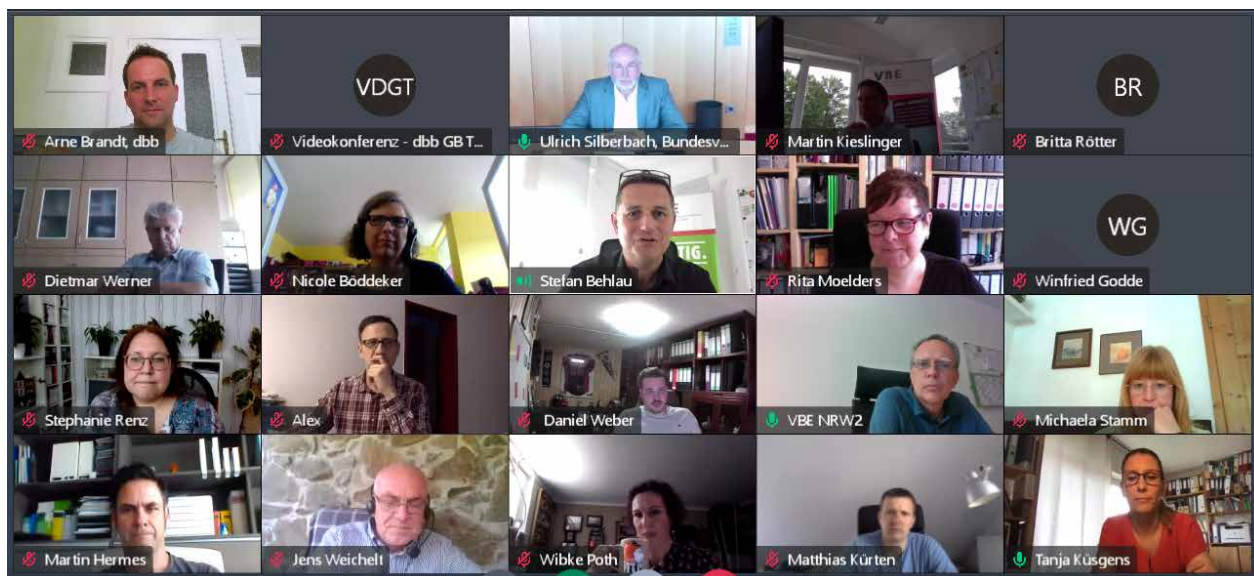 Arne Brandt, dbb
VDGT
Videokonferenz - dbb GB T...
Ulrich Silberbach, Bundesv...
VBE
Martin Kieslinger
BR
Britta Rötter
Dietmar Werner
Nicole Böddeker
TIG.
Stefan Behlau
Rita Moelders
WG
Winfried Godde
Stephanie Renz
Alex
Daniel Weber
VBE NRW2
Michaela Stamm
Martin Hermes
Jens Weichelt
Wibke Poth
Matthias Kürten
Tanja Küsgens